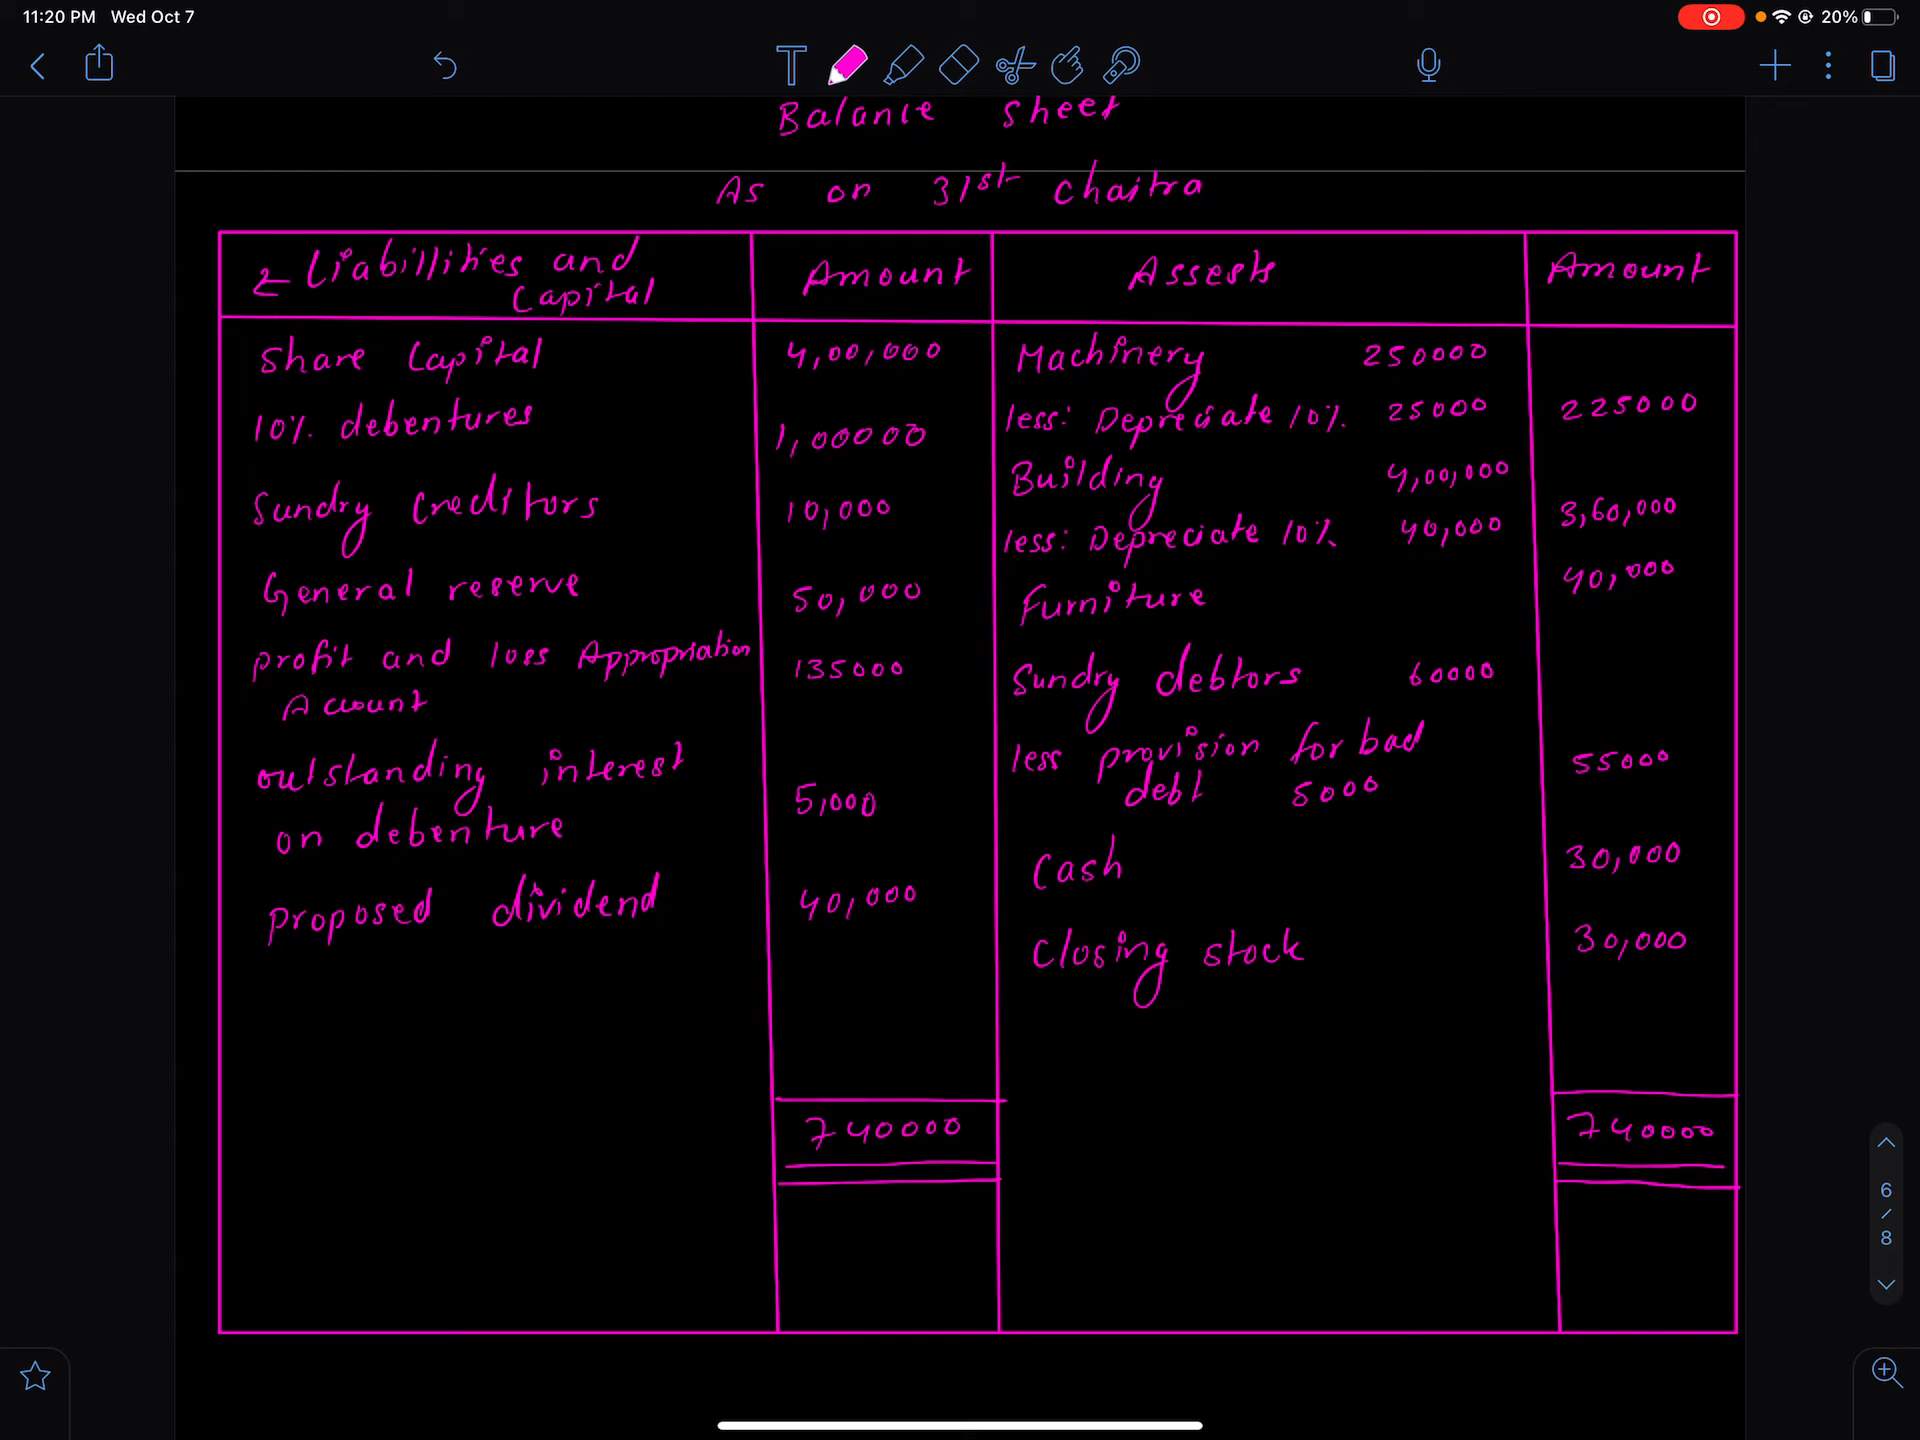 11:20 PM Wed Oct 7
20%
Balance sheet
As on 31st chaitra
Liabillities and Capital
Amount
Assests
Amount
Share Capital 4,00,000
Machinery 250000
less: Depreciate 10% 25000 225000
10% debentures 1,00000
Building 4,00,000
less: Depreciate 10% 40,000 3,60,000
Sundry Creditors 10,000
General reserve 50,000
Furniture 40,000
profit and loss Appropriation 135000
Account
Sundry debtors 60000
less provision for bad
debt 5000 55000
outstanding interest
on debenture 5,000
Cash 30,000
proposed dividend 40,000
Closing stock 30,000
740000
740000
6
/
8